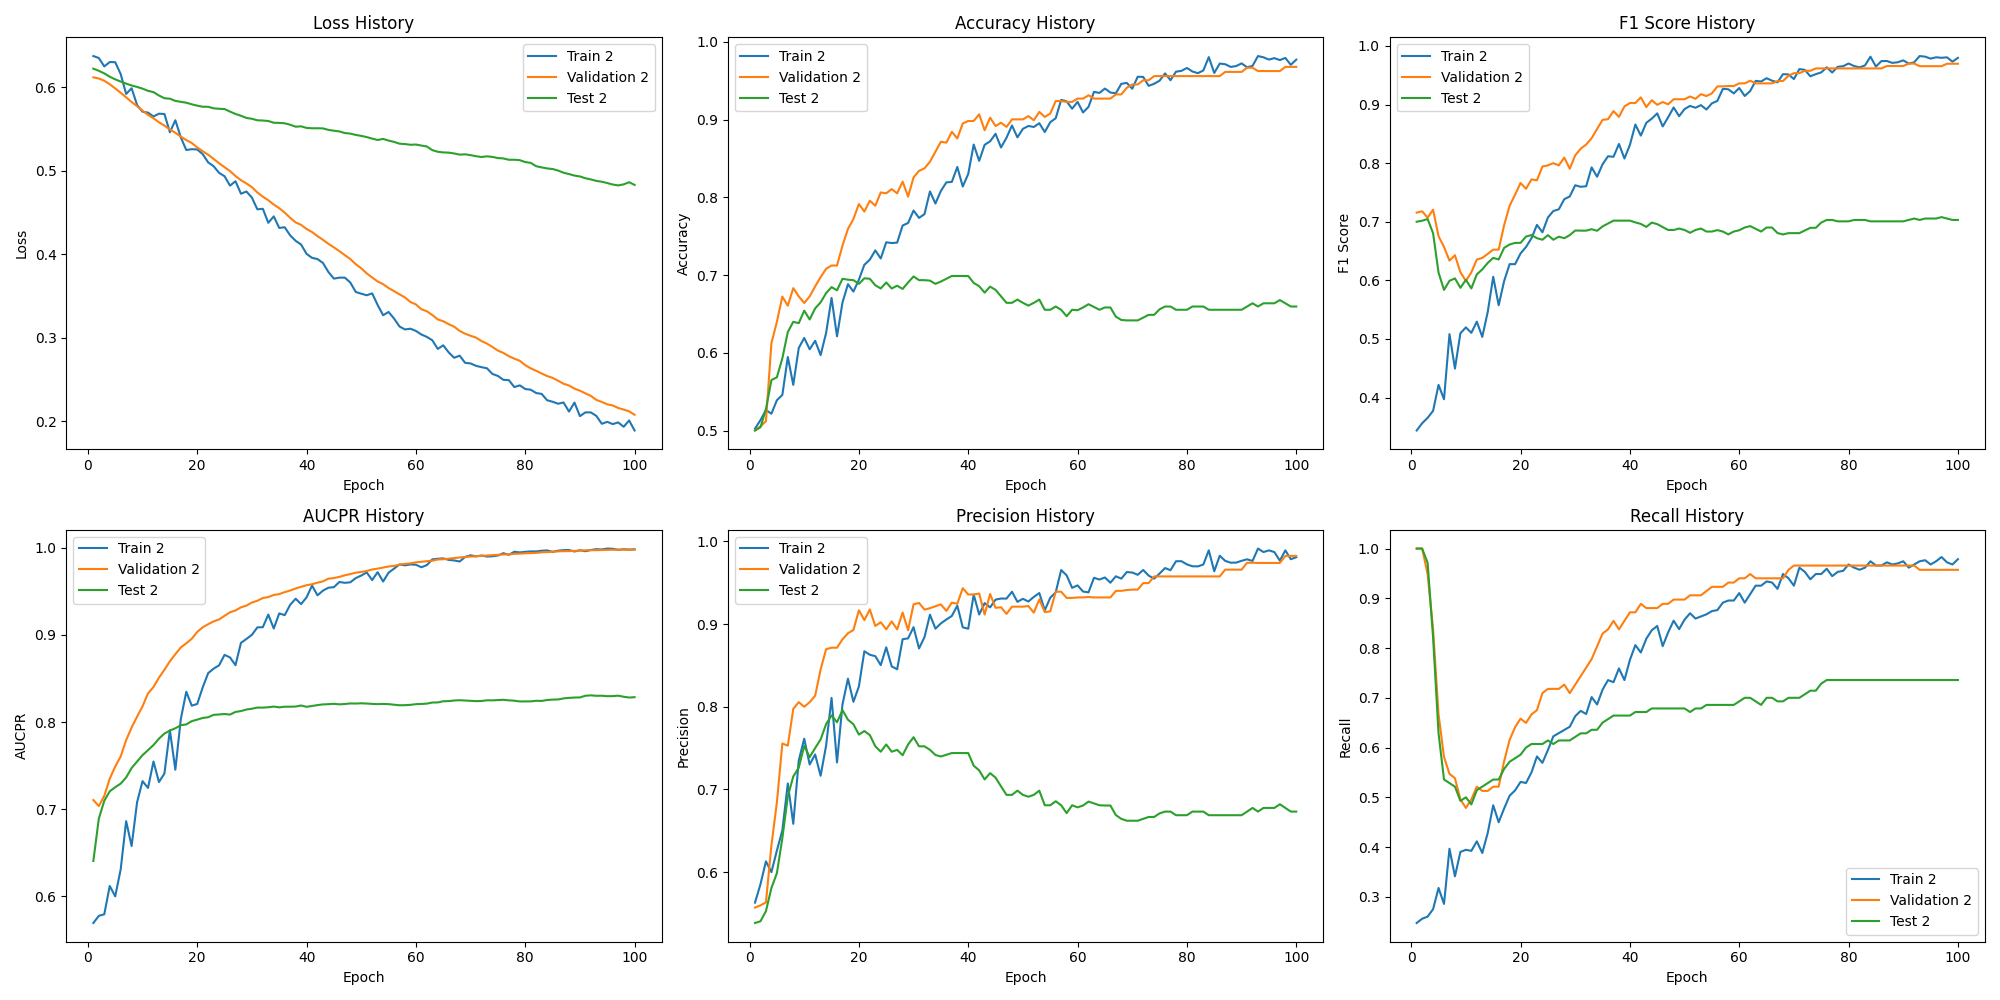 Loss History
Loss
0.6
0.5
0.4
0.3
0.2
0 20 40 60 80 100
Epoch
Train 2
Validation 2
Test 2
Accuracy History
Accuracy
1.0
0.9
0.8
0.7
0.6
0.5
0 20 40 60 80 100
Epoch
Train 2
Validation 2
Test 2
F1 Score History
F1 Score
1.0
0.9
0.8
0.7
0.6
0.5
0.4
0 20 40 60 80 100
Epoch
Train 2
Validation 2
Test 2
AUCPR History
AUCPR
1.0
0.9
0.8
0.7
0.6
0 20 40 60 80 100
Epoch
Train 2
Validation 2
Test 2
Precision History
Precision
1.0
0.9
0.8
0.7
0.6
0 20 40 60 80 100
Epoch
Train 2
Validation 2
Test 2
Recall History
Recall
1.0
0.9
0.8
0.7
0.6
0.5
0.4
0.3
0 20 40 60 80 100
Epoch
Train 2
Validation 2
Test 2